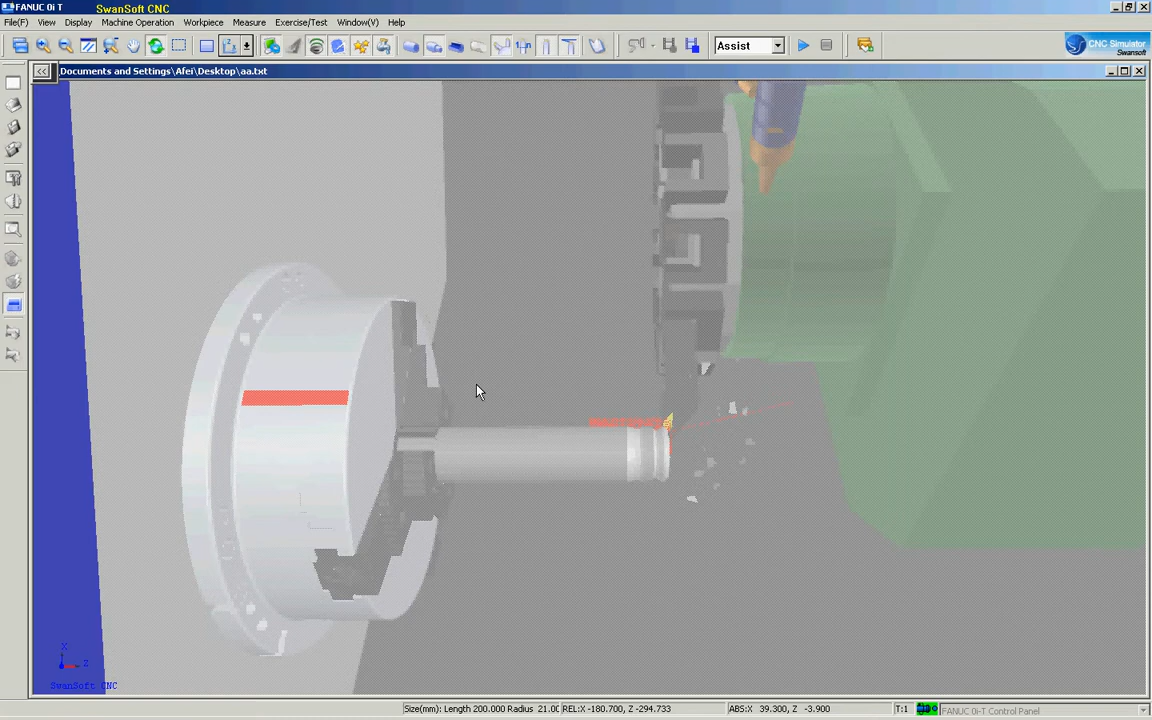 FANUC 0i T
SwanSoft CNC
File(F) View Display Machine Operation Workpiece Measure Exercise/Test Window(V) Help
Assist
CNC Simulator
Swansoft
<<
Documents and Settings\Afei\Desktop\aa.txt
X
Z
SwanSoft CNC
Size(mm): Length 200.000 Radius 21.00 REL:X -180.700, Z -294.733 ABS:X 39.300, Z -3.900 T:1 FANUC 0i-T Control Panel